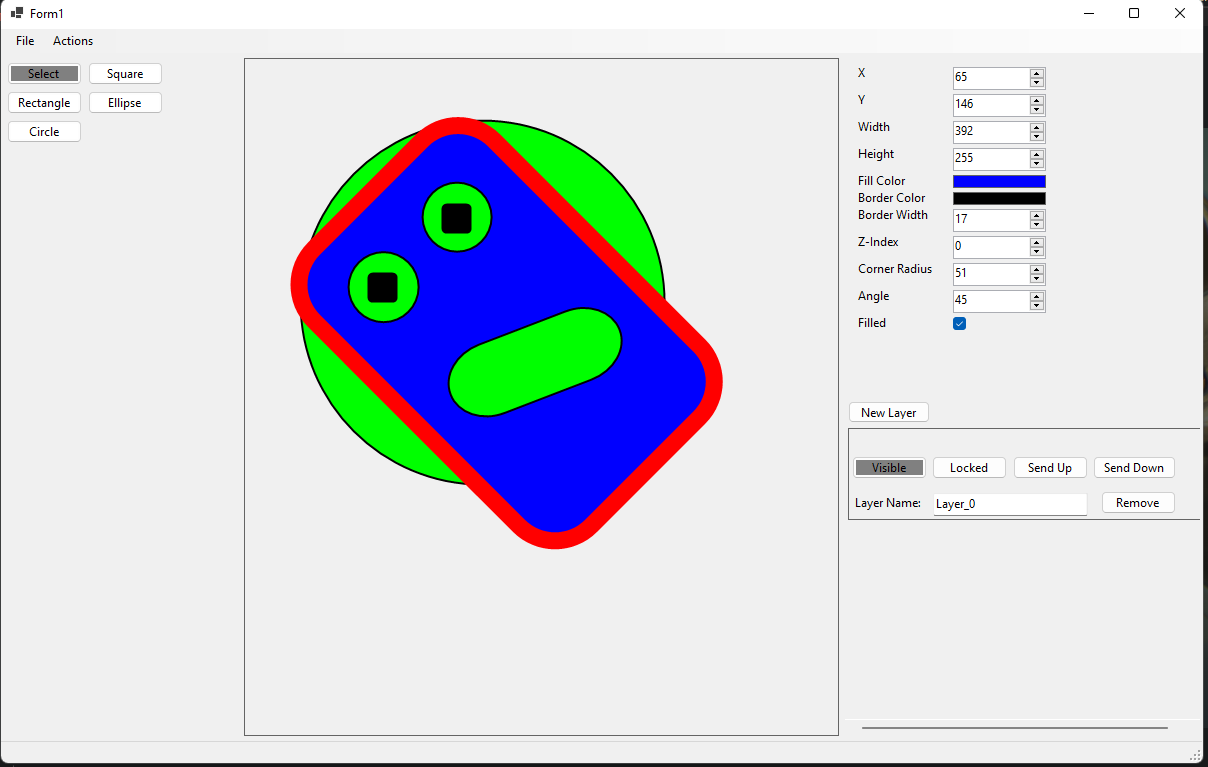 Form1
File Actions
Select Square
Rectangle Ellipse
Circle
X 65
Y 146
Width 392
Height 255
Fill Color
Border Color
Border Width 17
Z-Index 0
Corner Radius 51
Angle 45
Filled
New Layer
Visible Locked Send Up Send Down
Layer Name: Layer_0 Remove